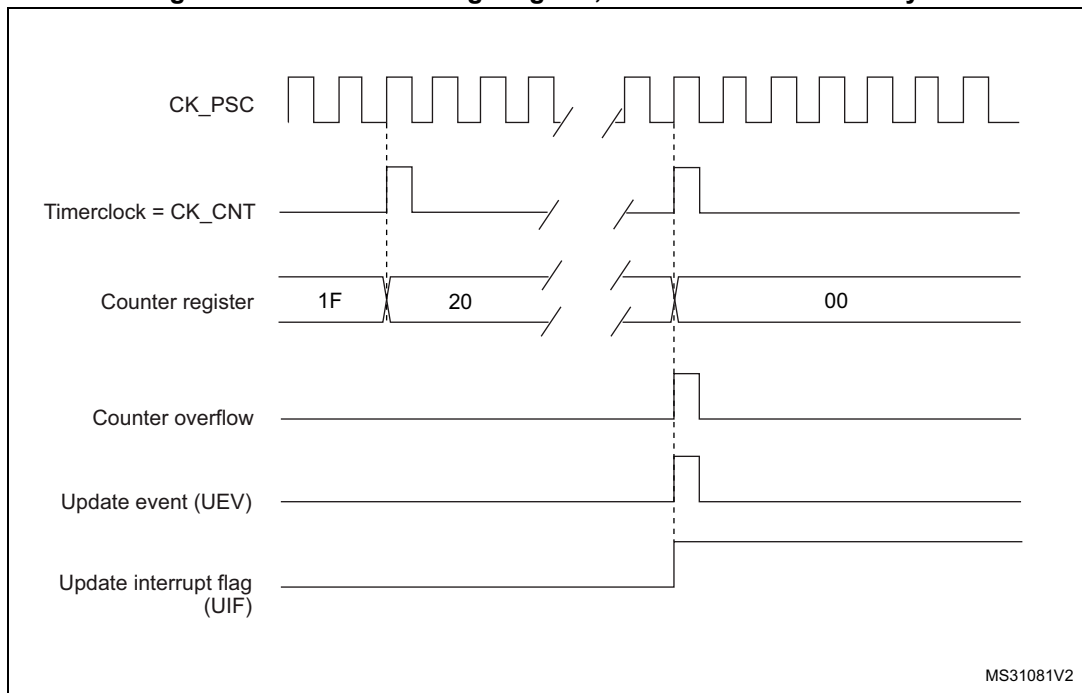 CK_PSC
Timerclock = CK_CNT
Counter register
1F
20
00
Counter overflow
Update event (UEV)
Update interrupt flag
(UIF)
MS31081V2